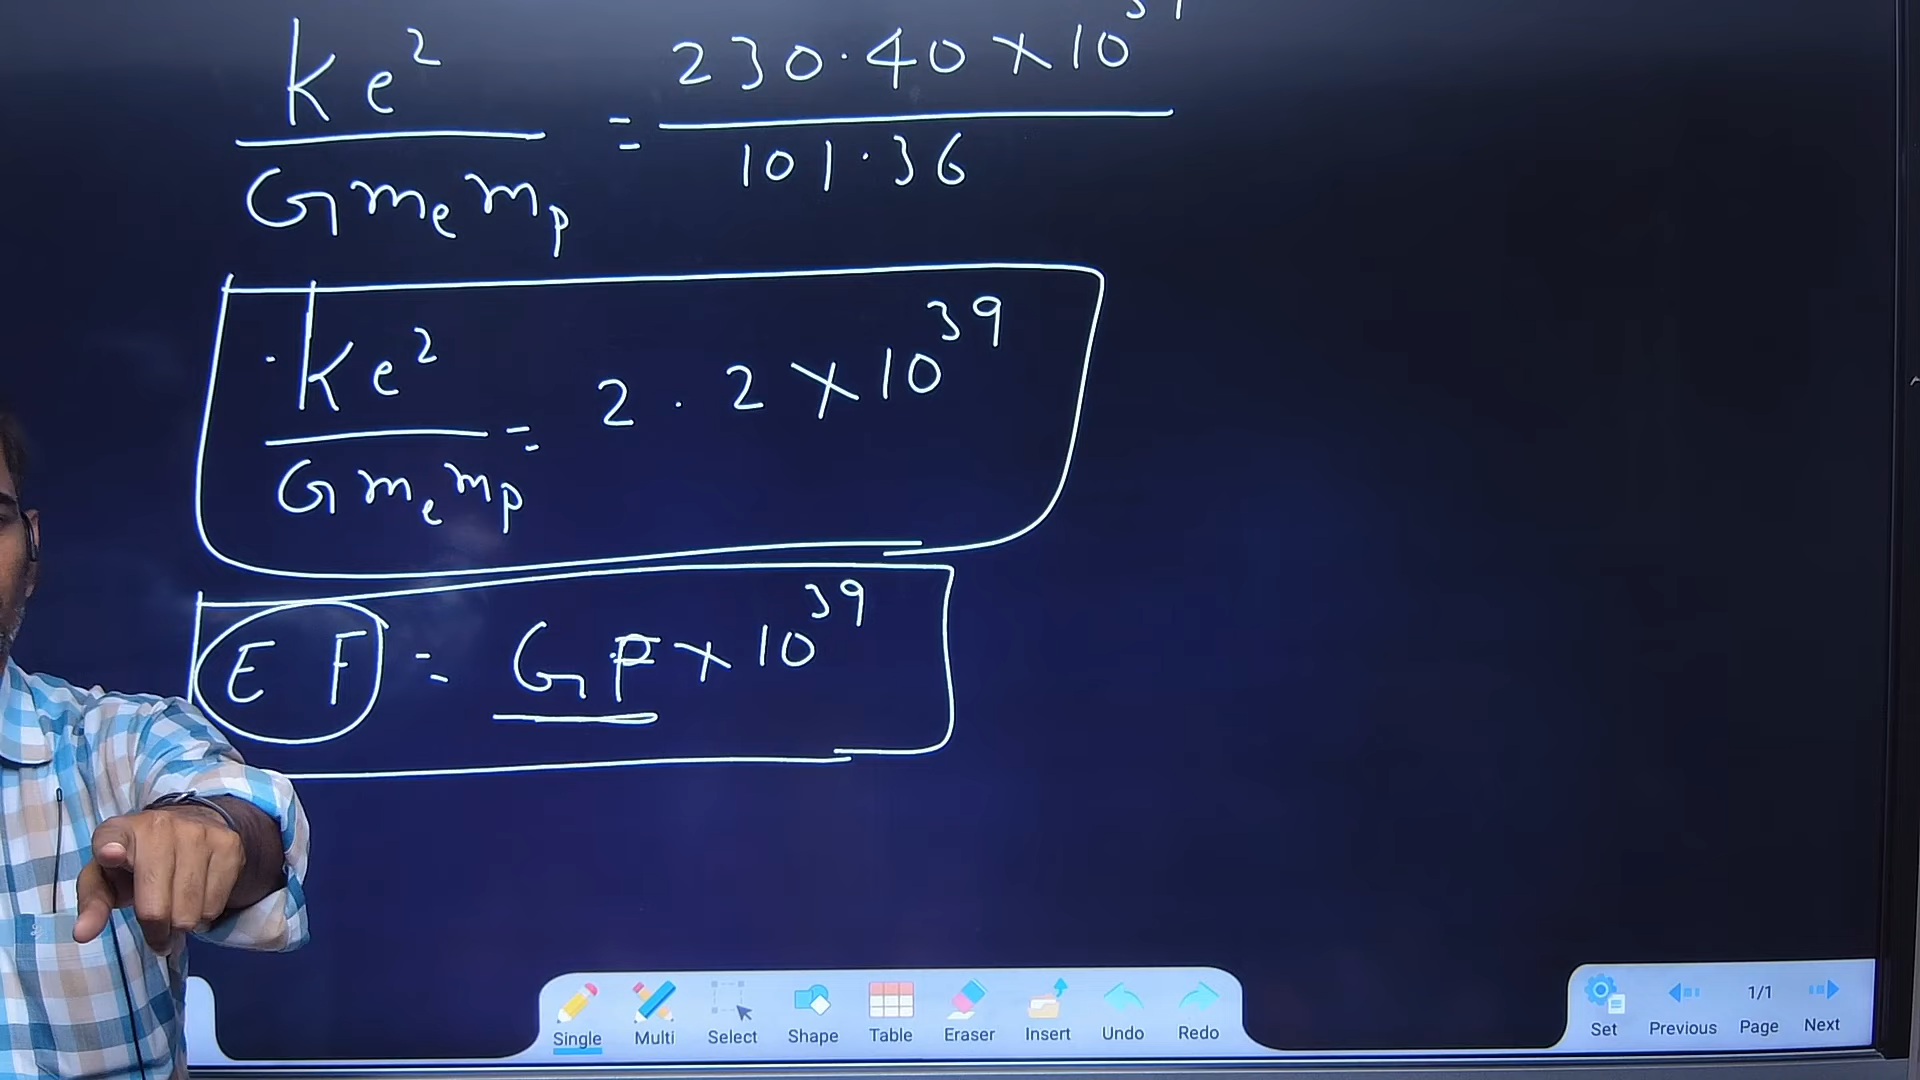 Ke² / Gmₑmₚ = 230.40 × 10³⁹ / 101.36
Ke² / Gmₑmₚ = 2.2 × 10³⁹
EF = GF × 10³⁹
Single Multi Select Shape Table Eraser Insert Undo Redo
Set Previous 1/1 Page Next